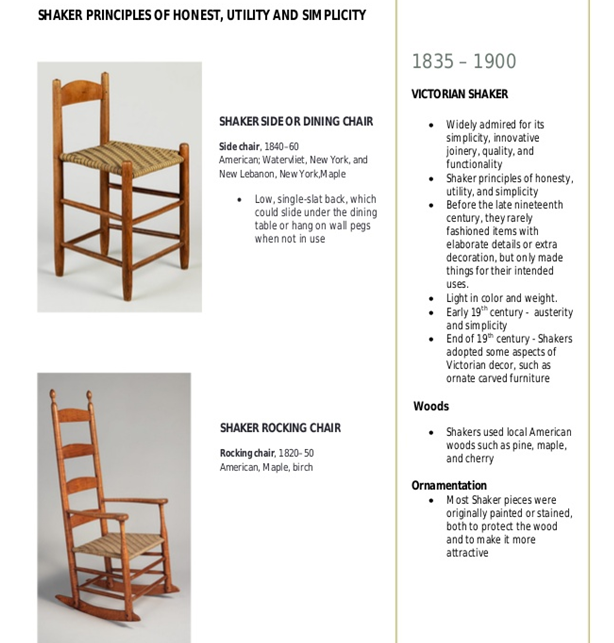 SHAKER PRINCIPLES OF HONEST, UTILITY AND SIMPLICITY
SHAKER SIDE OR DINING CHAIR
Side chair, 1840-60
American; Watervliet, New York, and
New Lebanon, New York,Maple
• Low, single-slat back, which
could slide under the dining
table or hang on wall pegs
when not in use
SHAKER ROCKING CHAIR
Rocking chair, 1820-50
American, Maple, birch
1835 – 1900
VICTORIAN SHAKER
• Widely admired for its
simplicity, innovative
joinery, quality, and
functionality
• Shaker principles of honesty,
utility, and simplicity
• Before the late nineteenth
century, they rarely
fashioned items with
elaborate details or extra
decoration, but only made
things for their intended
uses.
• Light in color and weight.
• Early 19th century - austerity
and simplicity
• End of 19th century - Shakers
adopted some aspects of
Victorian decor, such as
ornate carved furniture
Woods
• Shakers used local American
woods such as pine, maple,
and cherry
Ornamentation
• Most Shaker pieces were
originally painted or stained,
both to protect the wood
and to make it more
attractive